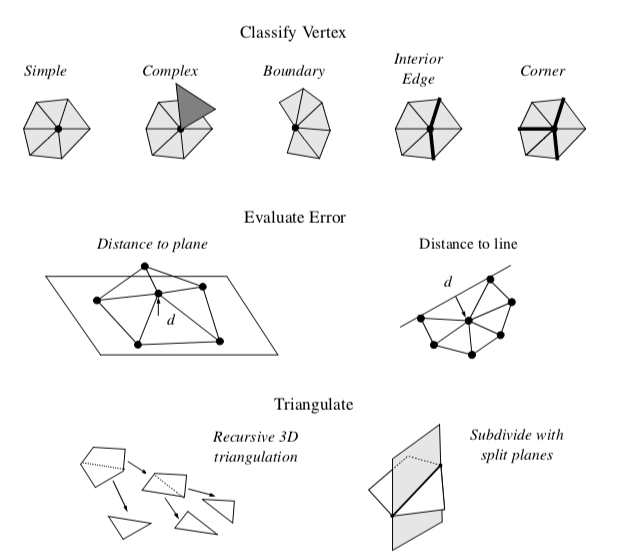 Classify Vertex
Simple
Complex
Boundary
Interior
Edge
Corner
Evaluate Error
Distance to plane
Distance to line
d
d
Triangulate
Recursive 3D
triangulation
Subdivide with
split planes